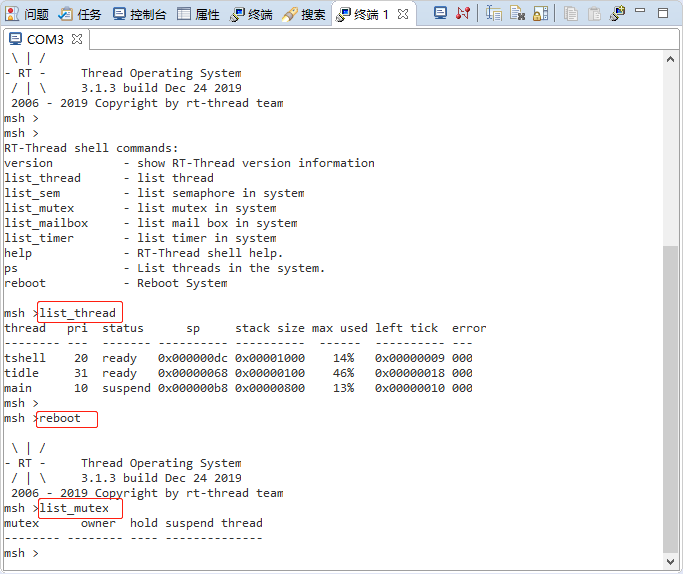 问题 任务 控制台 属性 终端 搜索 终端 1
COM3
\ | /
- RT -     Thread Operating System
/ | \     3.1.3 build Dec 24 2019
2006 - 2019 Copyright by rt-thread team
msh >
msh >
RT-Thread shell commands:
version         - show RT-Thread version information
list_thread     - list thread
list_sem        - list semaphore in system
list_mutex      - list mutex in system
list_mailbox    - list mail box in system
list_timer      - list timer in system
help            - RT-Thread shell help.
ps              - List threads in the system.
reboot          - Reboot System
msh >list_thread
thread   pri  status      sp     stack size max used left tick  error
-------- ---  ------- ---------- ----------  ------  ---------- ---
tshell    20  ready   0x000000dc 0x00001000    14%   0x00000009 000
tidle     31  ready   0x00000068 0x00000100    46%   0x00000018 000
main      10  suspend 0x000000b8 0x00000800    13%   0x00000010 000
msh >
msh >reboot
\ | /
- RT -     Thread Operating System
/ | \     3.1.3 build Dec 24 2019
2006 - 2019 Copyright by rt-thread team
msh >list_mutex
mutex      owner  hold suspend thread
-------- -------- ---- --------------
msh >